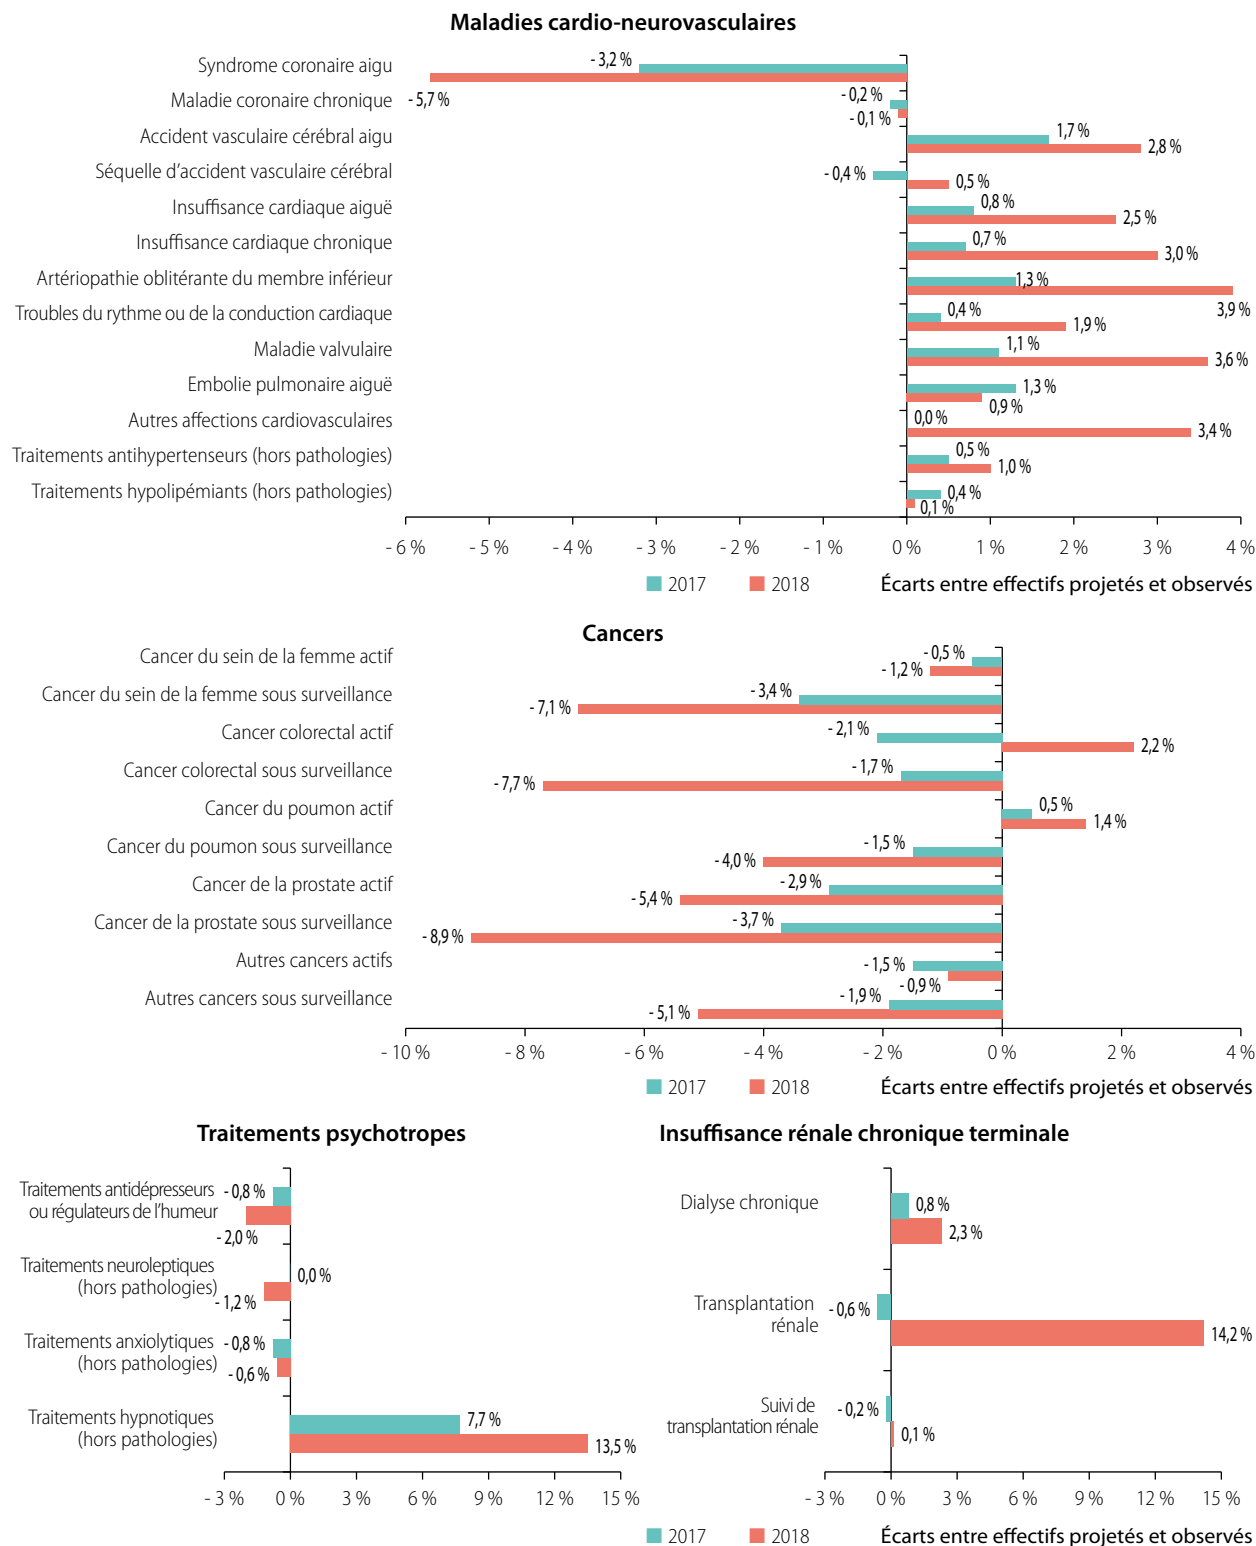 Maladies cardio-neurovasculaires
Syndrome coronaire aigu
- 3,2 %
- 5,7 %
Maladie coronaire chronique
- 0,2 %
- 0,1 %
Accident vasculaire cérébral aigu
1,7 %
2,8 %
Séquelle d'accident vasculaire cérébral
- 0,4 %
0,5 %
Insuffisance cardiaque aiguë
0,8 %
2,5 %
Insuffisance cardiaque chronique
0,7 %
3,0 %
Artériopathie oblitérante du membre inférieur
1,3 %
3,9 %
Troubles du rythme ou de la conduction cardiaque
0,4 %
1,9 %
Maladie valvulaire
1,1 %
3,6 %
Embolie pulmonaire aiguë
1,3 %
0,9 %
Autres affections cardiovasculaires
0,0 %
3,4 %
Traitements antihypertenseurs (hors pathologies)
0,5 %
1,0 %
Traitements hypolipémiants (hors pathologies)
0,4 %
0,1 %
- 6 % - 5 % - 4 % - 3 % - 2 % - 1 % 0 % 1 % 2 % 3 % 4 %
2017 2018 Écarts entre effectifs projetés et observés
Cancers
Cancer du sein de la femme actif
- 0,5 %
- 1,2 %
Cancer du sein de la femme sous surveillance
- 3,4 %
- 7,1 %
Cancer colorectal actif
- 2,1 %
2,2 %
Cancer colorectal sous surveillance
- 1,7 %
- 7,7 %
Cancer du poumon actif
0,5 %
1,4 %
Cancer du poumon sous surveillance
- 1,5 %
- 4,0 %
Cancer de la prostate actif
- 2,9 %
- 5,4 %
Cancer de la prostate sous surveillance
- 3,7 %
- 8,9 %
Autres cancers actifs
- 1,5 %
- 0,9 %
Autres cancers sous surveillance
- 1,9 %
- 5,1 %
- 10 % - 8 % - 6 % - 4 % - 2 % 0 % 2 % 4 %
2017 2018 Écarts entre effectifs projetés et observés
Traitements psychotropes
Traitements antidépresseurs
ou régulateurs de l'humeur
- 0,8 %
- 2,0 %
Traitements neuroleptiques
(hors pathologies)
0,0 %
- 1,2 %
Traitements anxiolytiques
(hors pathologies)
- 0,8 %
- 0,6 %
Traitements hypnotiques
(hors pathologies)
7,7 %
13,5 %
- 3 % 0 % 3 % 6 % 9 % 12 % 15 %
Insuffisance rénale chronique terminale
Dialyse chronique
0,8 %
2,3 %
Transplantation
rénale
- 0,6 %
14,2 %
Suivi de
transplantation rénale
- 0,2 %
0,1 %
- 3 % 0 % 3 % 6 % 9 % 12 % 15 %
2017 2018 Écarts entre effectifs projetés et observés